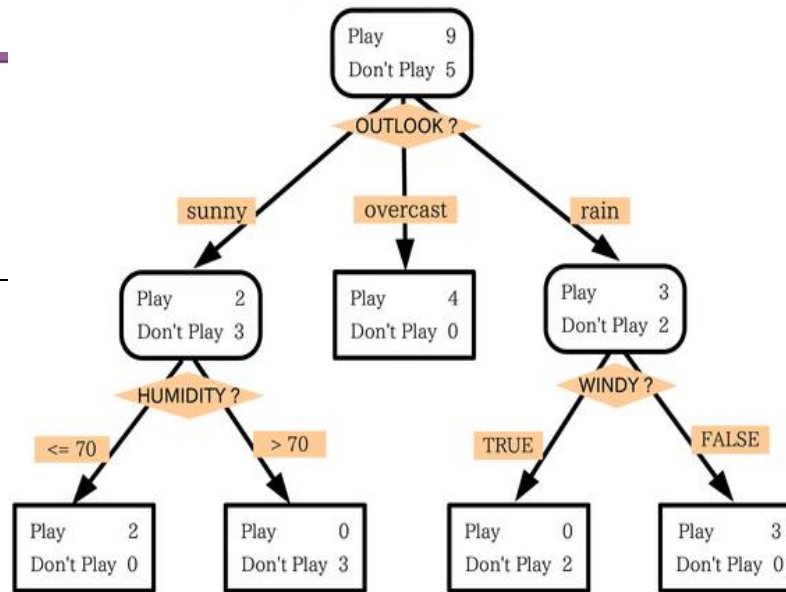 Play 9
Don't Play 5
OUTLOOK ?
sunny
overcast
rain
Play 2
Don't Play 3
Play 4
Don't Play 0
Play 3
Don't Play 2
HUMIDITY ?
WINDY ?
<= 70
> 70
TRUE
FALSE
Play 2
Don't Play 0
Play 0
Don't Play 3
Play 0
Don't Play 2
Play 3
Don't Play 0